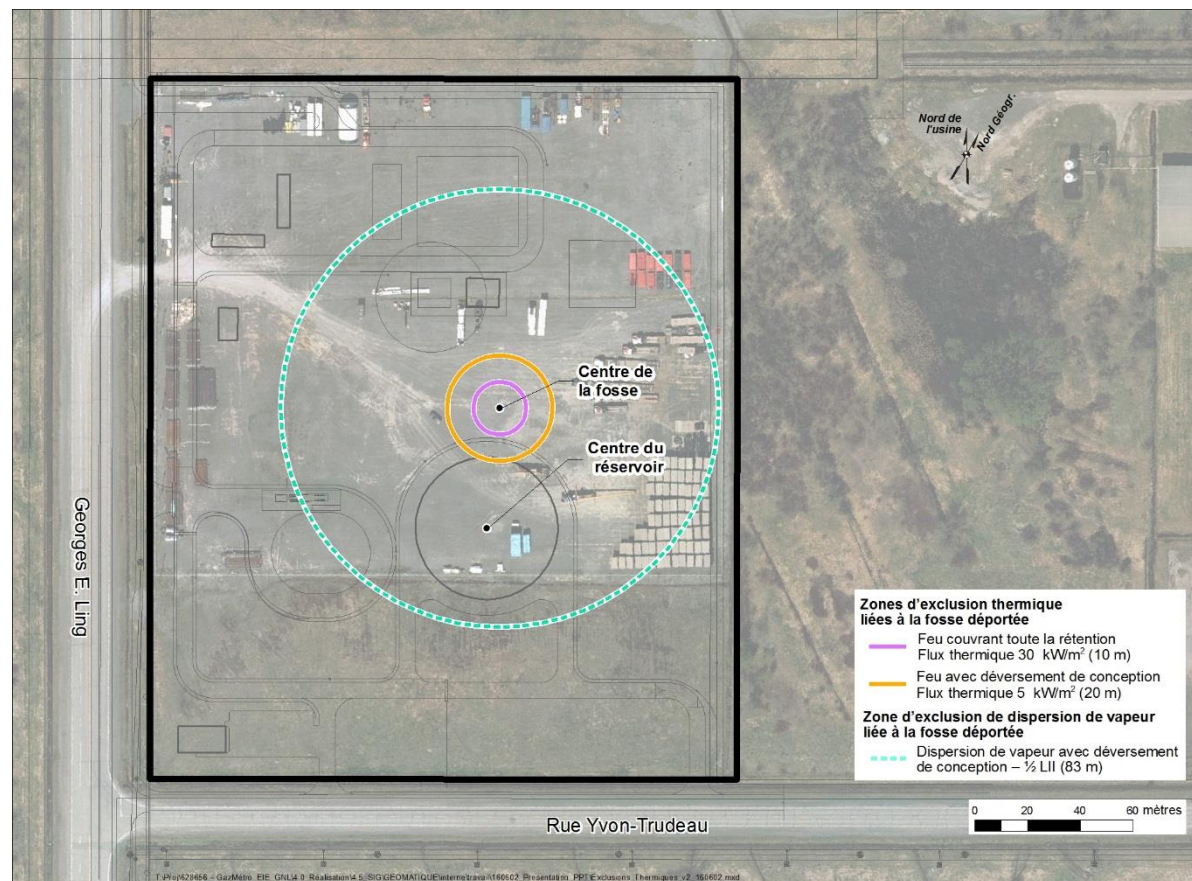 Nord de
l'usine
Nord Géogr.
Centre de
la fosse
Centre du
réservoir
Georges E. Ling
Zones d'exclusion thermique
liées à la fosse déportée
Feu couvrant toute la rétention
Flux thermique 30 kW/m² (10 m)
Feu avec déversement de conception
Flux thermique 5 kW/m² (20 m)
Zone d'exclusion de dispersion de vapeur
liée à la fosse déportée
Dispersion de vapeur avec déversement
de conception – ½ LII (83 m)
0 20 40 60 mètres
Rue Yvon-Trudeau